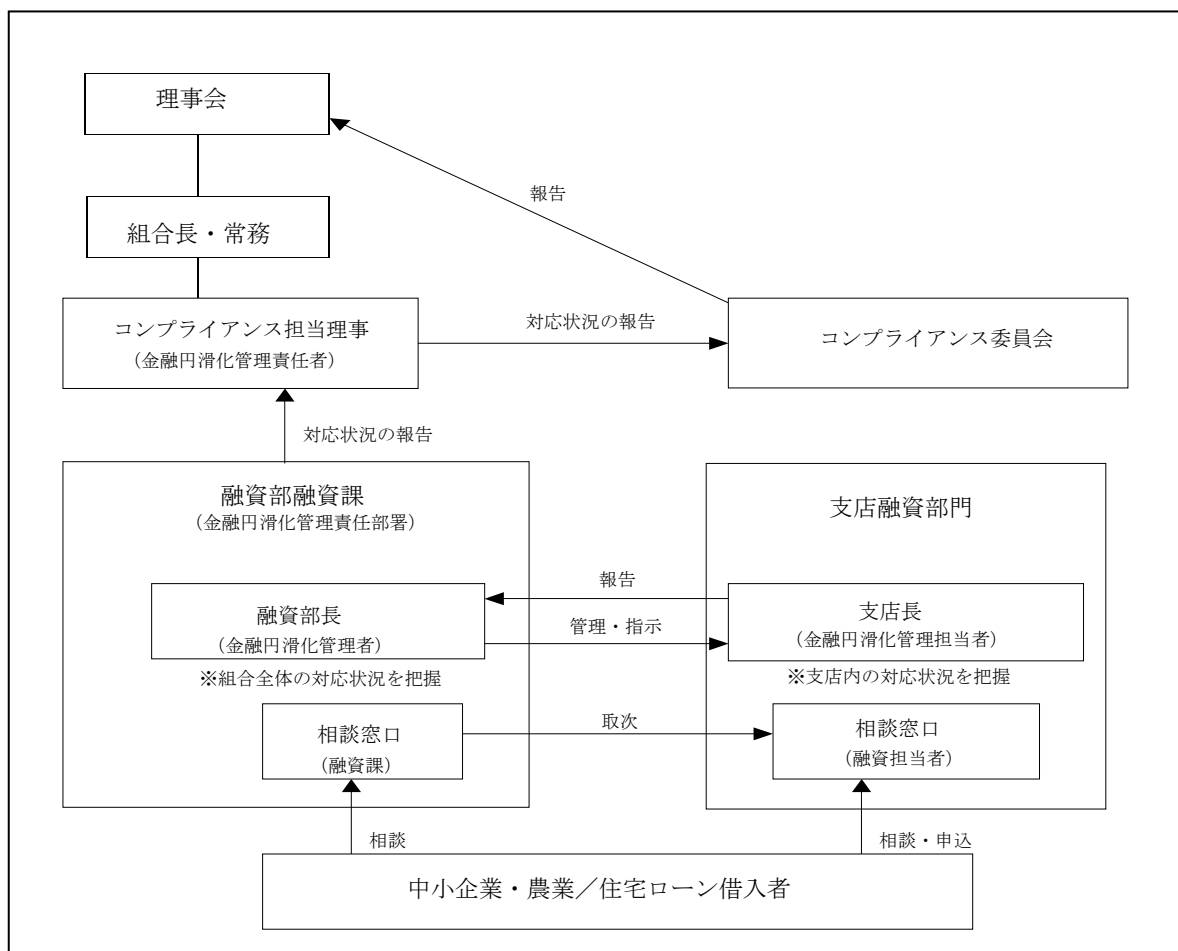 理事会
報告
組合長・常務
コンプライアンス担当理事
（金融円滑化管理責任者）
対応状況の報告
コンプライアンス委員会
対応状況の報告
融資部融資課
（金融円滑化管理責任部署）
支店融資部門
報告
融資部長
（金融円滑化管理者）
管理・指示
支店長
（金融円滑化管理担当者）
※組合全体の対応状況を把握
※支店内の対応状況を把握
相談窓口
（融資課）
取次
相談窓口
（融資担当者）
相談
相談・申込
中小企業・農業／住宅ローン借入者